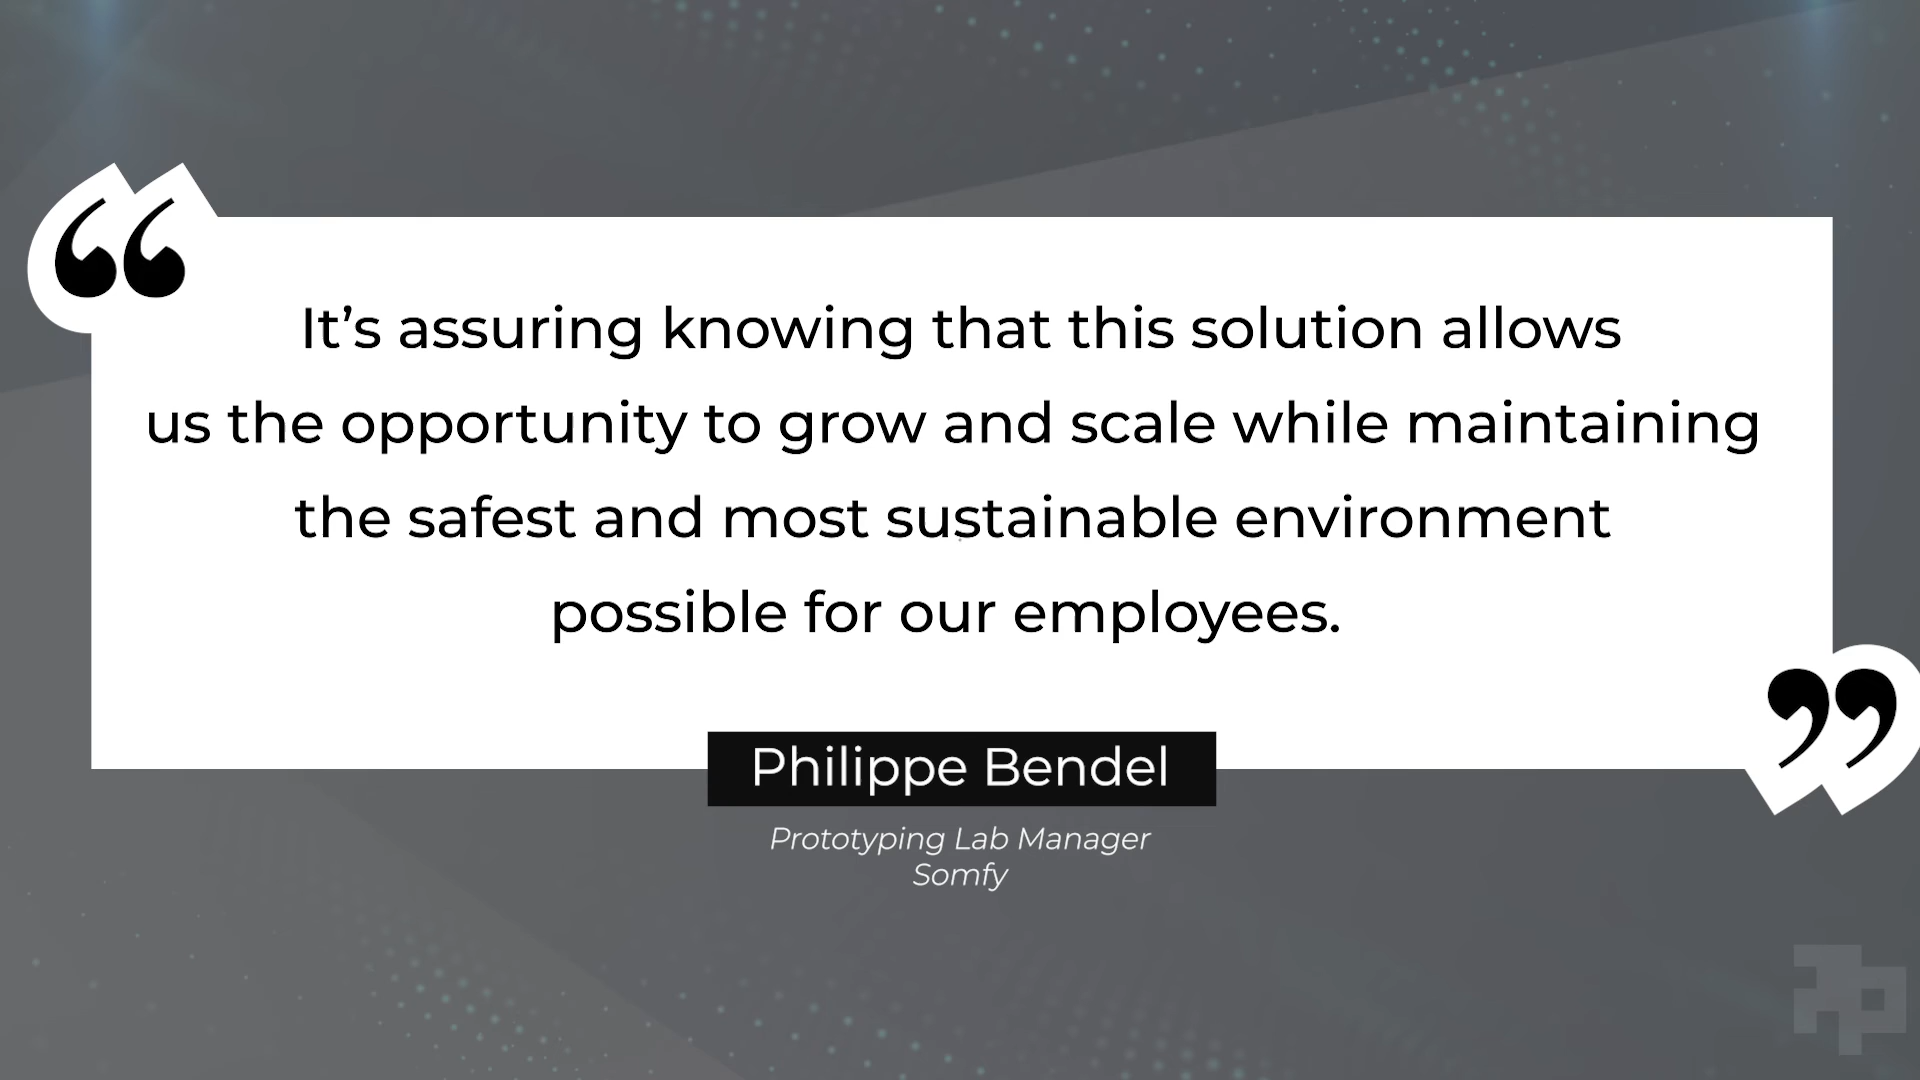 “
It’s assuring knowing that this solution allows
us the opportunity to grow and scale while maintaining
the safest and most sustainable environment
possible for our employees.
”
Philippe Bendel
Prototyping Lab Manager
Somfy